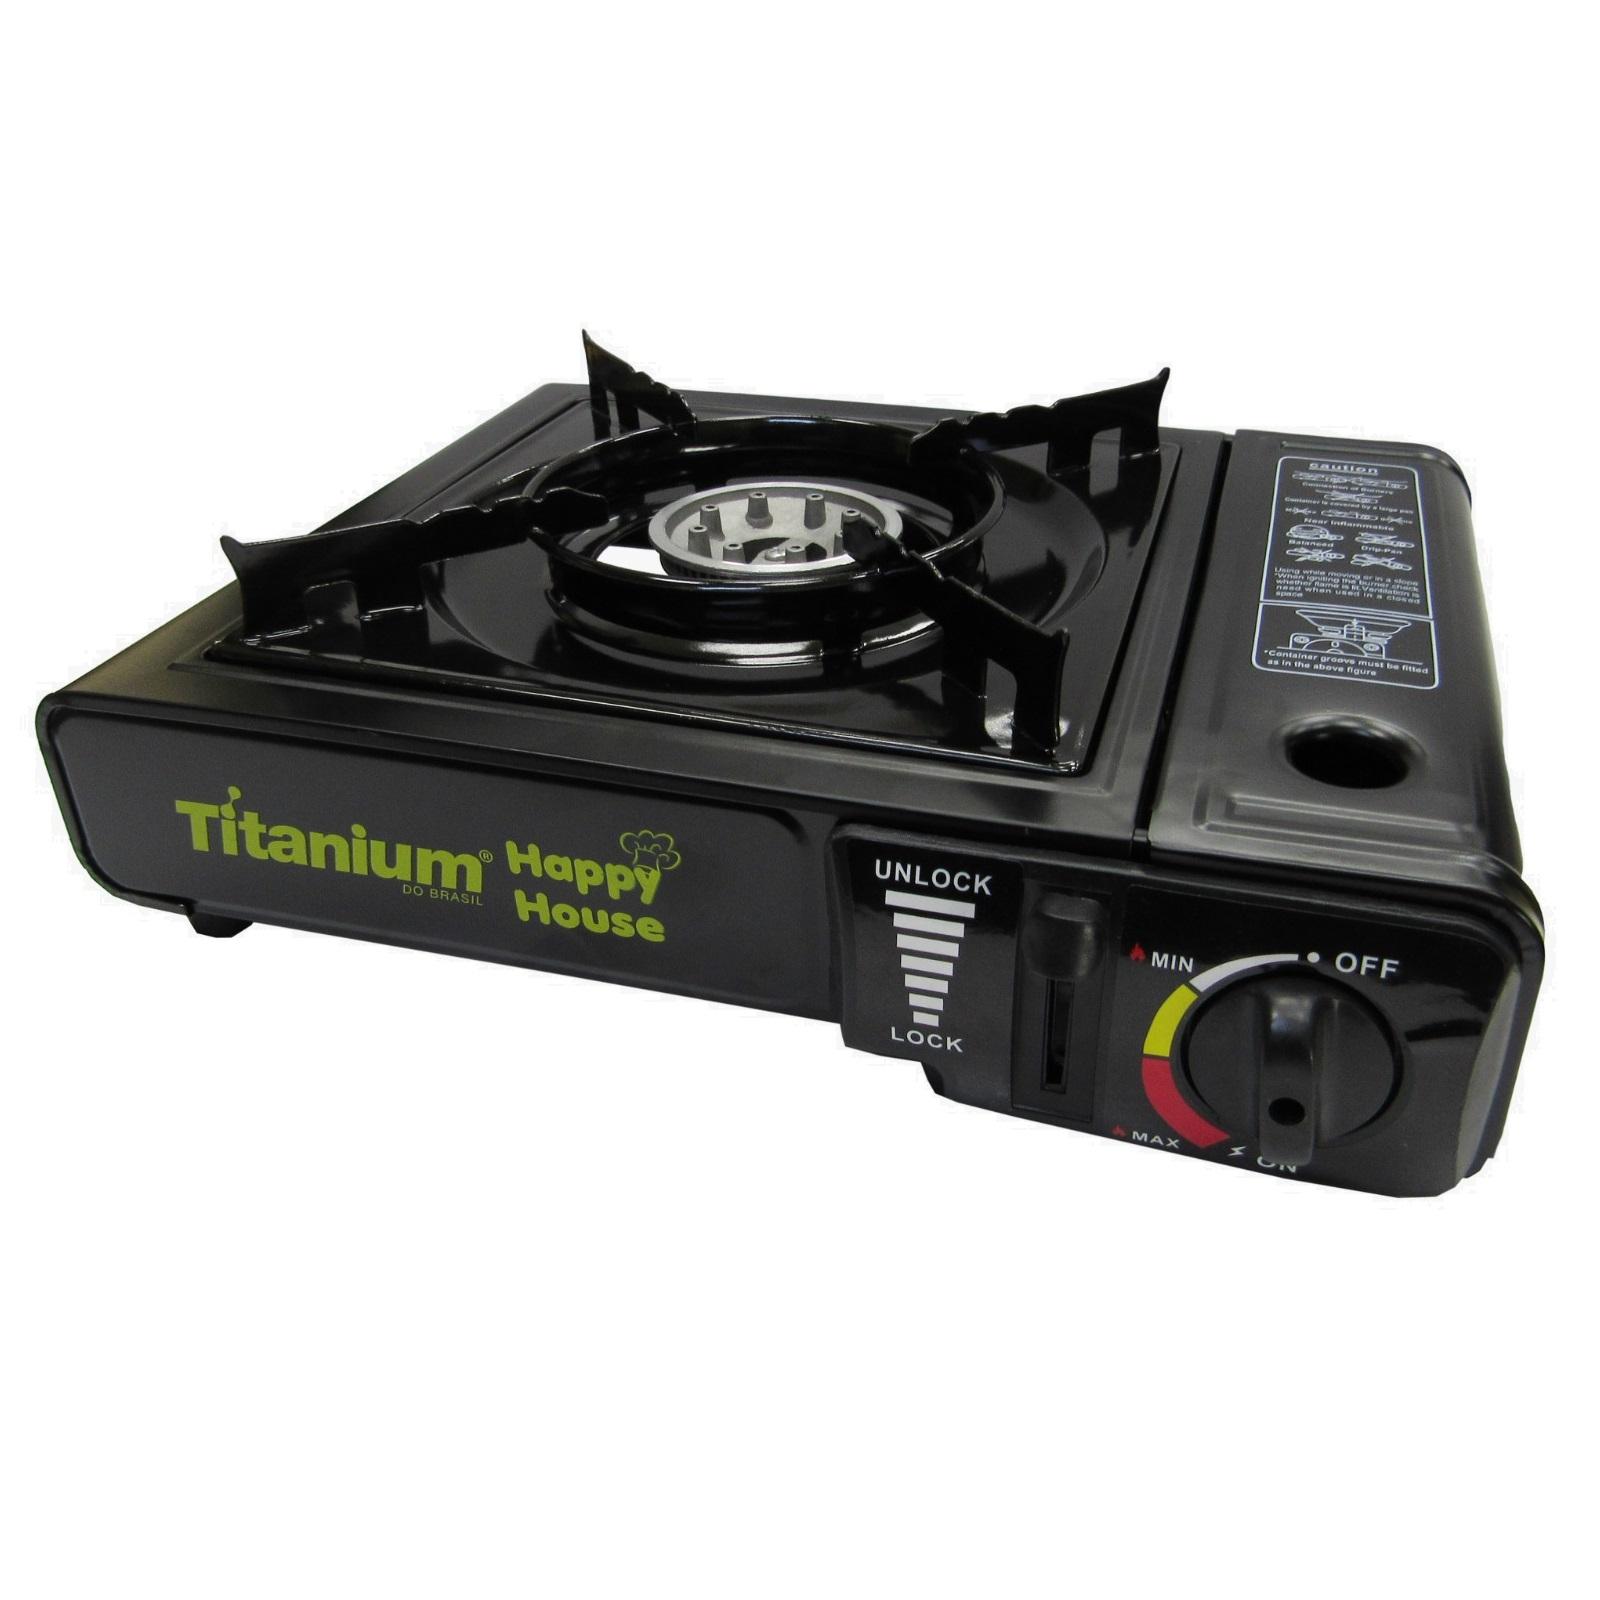 Titanium®
DO BRASIL
Happy
House
UNLOCK
LOCK
MIN
OFF
MAX
ON
caution
Connection of Burners
Container is covered by a large pan
Near Inflammable
Balanced
Drip-Pan
Using while moving or in a slope
*When igniting the burner.check
whether flame is lit.Ventilation is
need when used in a closed
space
*Container groove must be fitted
as in the above figure